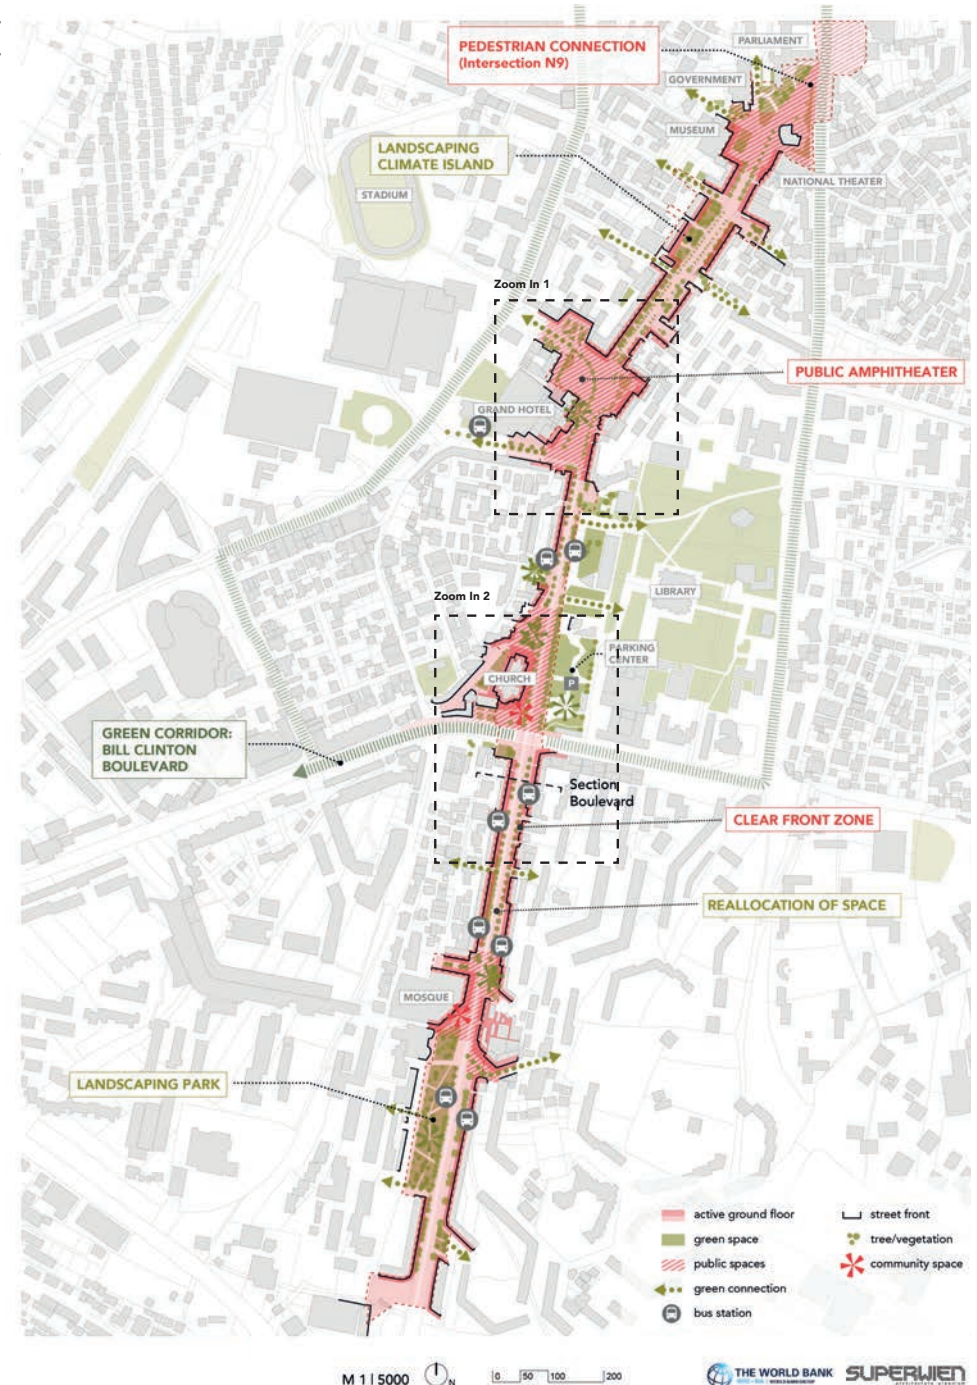 PARLIAMENT
PEDESTRIAN CONNECTION
(Intersection N9)
GOVERNMENT
MUSEUM
LANDSCAPING
CLIMATE ISLAND
NATIONAL THEATER
STADIUM
Zoom In 1
PUBLIC AMPHITHEATER
GRAND HOTEL
LIBRARY
Zoom In 2
PARKING
CENTER
CHURCH
P
GREEN CORRIDOR:
BILL CLINTON
BOULEVARD
Section
Boulevard
CLEAR FRONT ZONE
REALLOCATION OF SPACE
MOSQUE
LANDSCAPING PARK
active ground floor
street front
green space
tree/vegetation
public spaces
community space
green connection
bus station
M 1 | 5000
N
0 50 100 200
THE WORLD BANK
SUPERWIEN